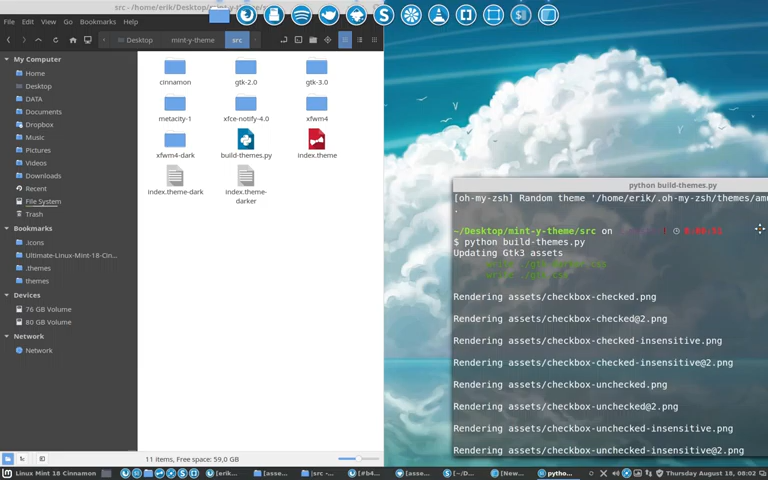 src - /home/erik/Desktop/mint-y-theme/src
File Edit View Go Bookmarks Help
Desktop mint-y-theme src
My Computer
Home
Desktop
DATA
Documents
Dropbox
Music
Pictures
Videos
Downloads
Recent
File System
Trash
Bookmarks
.icons
Ultimate-Linux-Mint-18-Cin...
.themes
themes
Devices
76 GB Volume
80 GB Volume
Network
Network
cinnamon gtk-2.0 gtk-3.0
metacity-1 xfce-notify-4.0 xfwm4
xfwm4-dark build-themes.py index.theme
index.theme-dark index.theme-darker
11 items, Free space: 59,0 GB
python build-themes.py
[oh-my-zsh] Random theme '/home/erik/.oh-my-zsh/themes/amu
.
~/Desktop/mint-y-theme/src on
$ python build-themes.py
Updating Gtk3 assets
Rendering assets/checkbox-checked.png
Rendering assets/checkbox-checked@2.png
Rendering assets/checkbox-checked-insensitive.png
Rendering assets/checkbox-checked-insensitive@2.png
Rendering assets/checkbox-unchecked.png
Rendering assets/checkbox-unchecked@2.png
Rendering assets/checkbox-unchecked-insensitive.png
Rendering assets/checkbox-unchecked-insensitive@2.png
Linux Mint 18 Cinnamon [erik... [asse... [src -... [#b4... [asse... [~/D... [New... pytho... Thursday August 18, 08:02